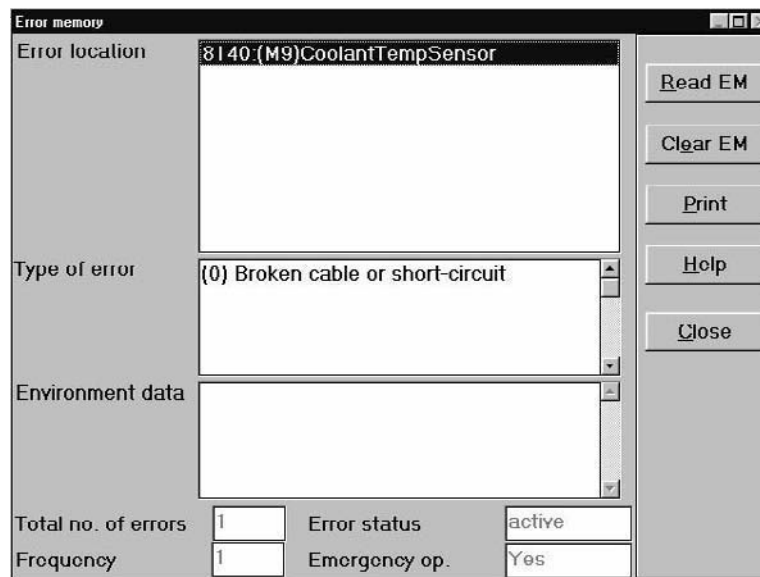 Error memory
Error location
8140:(M9)CoolantTempSensor
Read EM
Clear EM
Print
Help
Close
Type of error
(0) Broken cable or short-circuit
Environment data
Total no. of errors 1 Error status active
Frequency 1 Emergency op. Yes